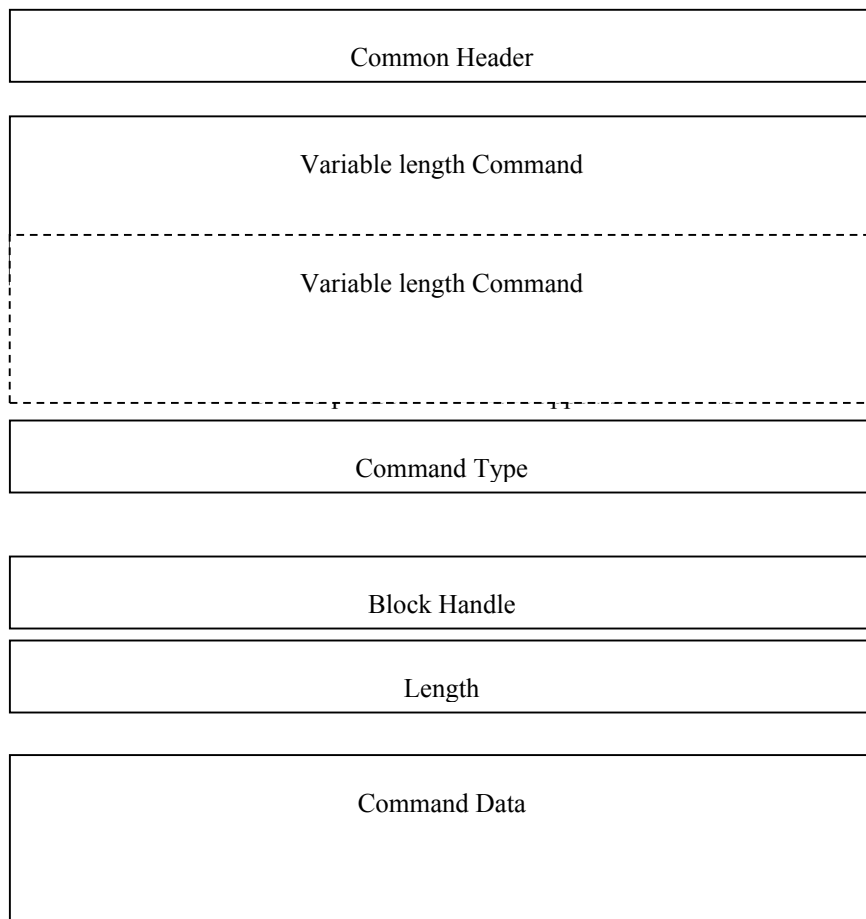 Common Header
Variable length Command
Variable length Command
Command Type
Block Handle
Length
Command Data